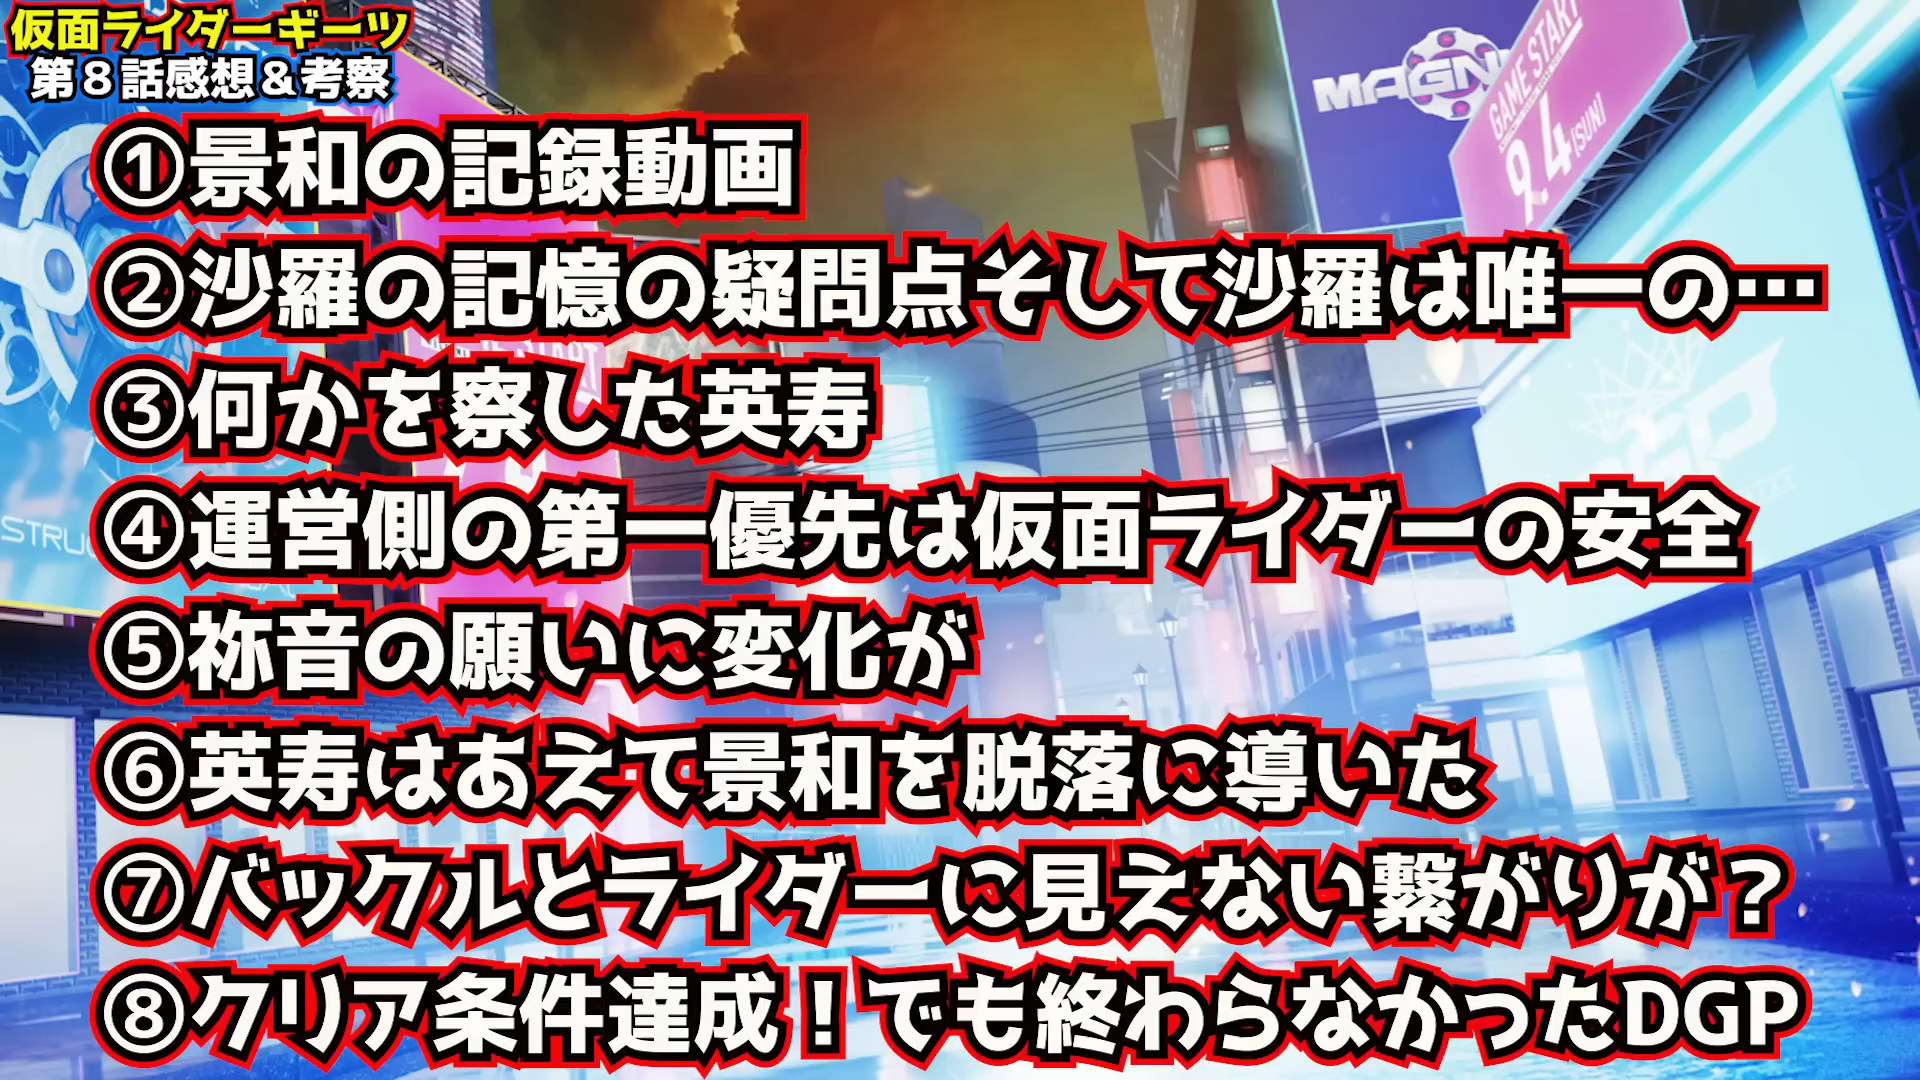 仮面ライダーギーツ
第８話感想＆考察
①景和の記録動画
②沙羅の記憶の疑問点そして沙羅は唯一の…
③何かを察した英寿
④運営側の第一優先は仮面ライダーの安全
⑤祢音の願いに変化が
⑥英寿はあえて景和を脱落に導いた
⑦バックルとライダーに見えない繋がりが？
⑧クリア条件達成！でも終わらなかったDGP
MAGN
GAME START
9.4[SUN]
STRU